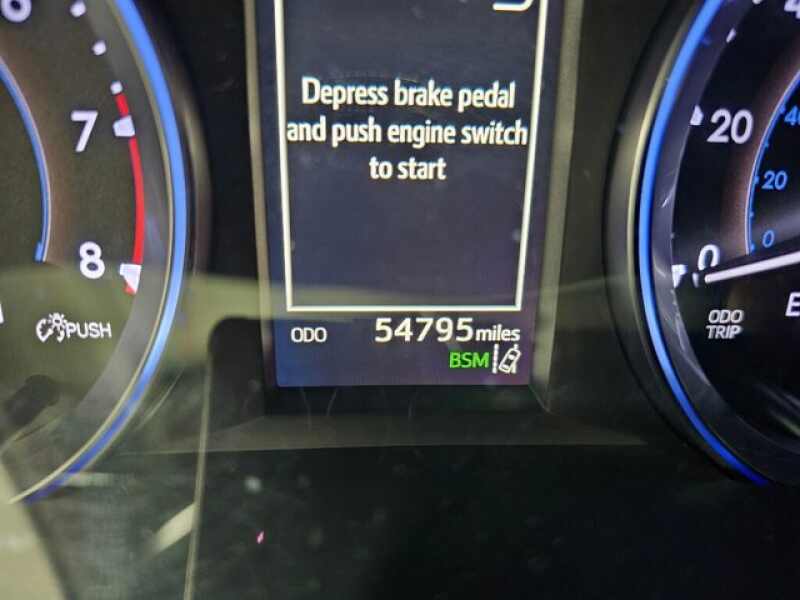 Depress brake pedal
and push engine switch
to start
ODO 54795 miles
BSM
7
8
PUSH
20
0
20
0
ODO
TRIP